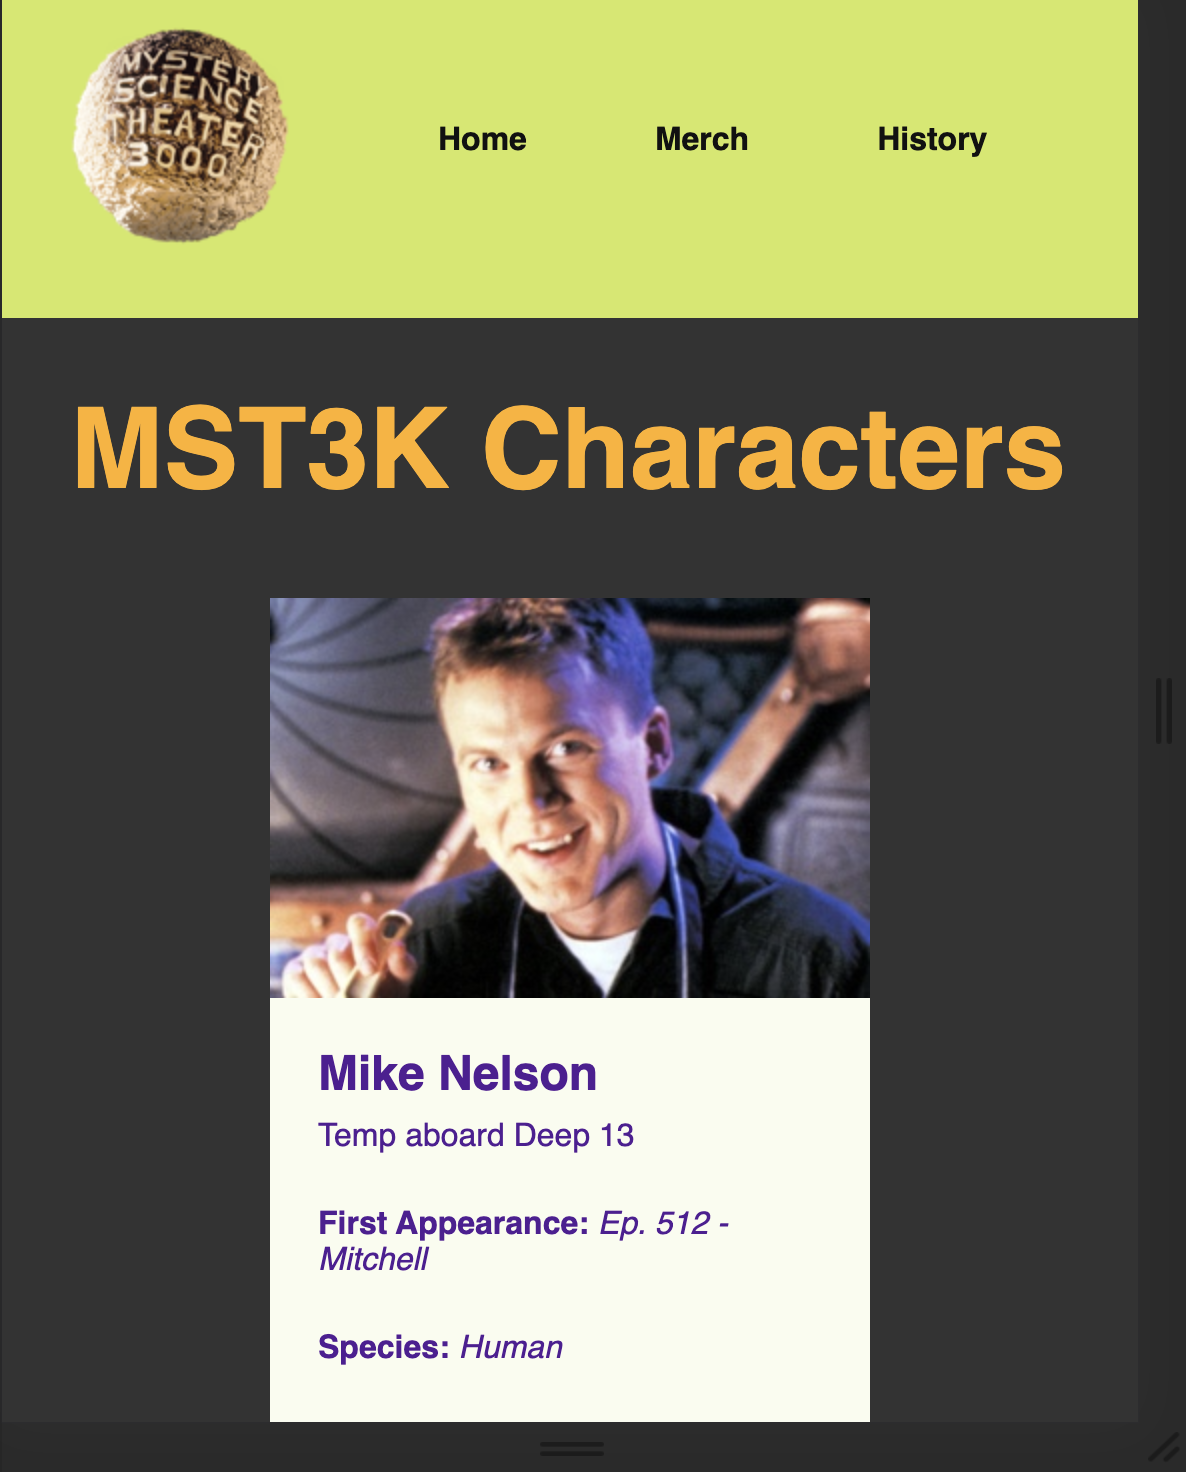 MYSTERY
SCIENCE
THEATER
3000
Home Merch History
MST3K Characters
Mike Nelson
Temp aboard Deep 13
First Appearance: Ep. 512 -
Mitchell
Species: Human